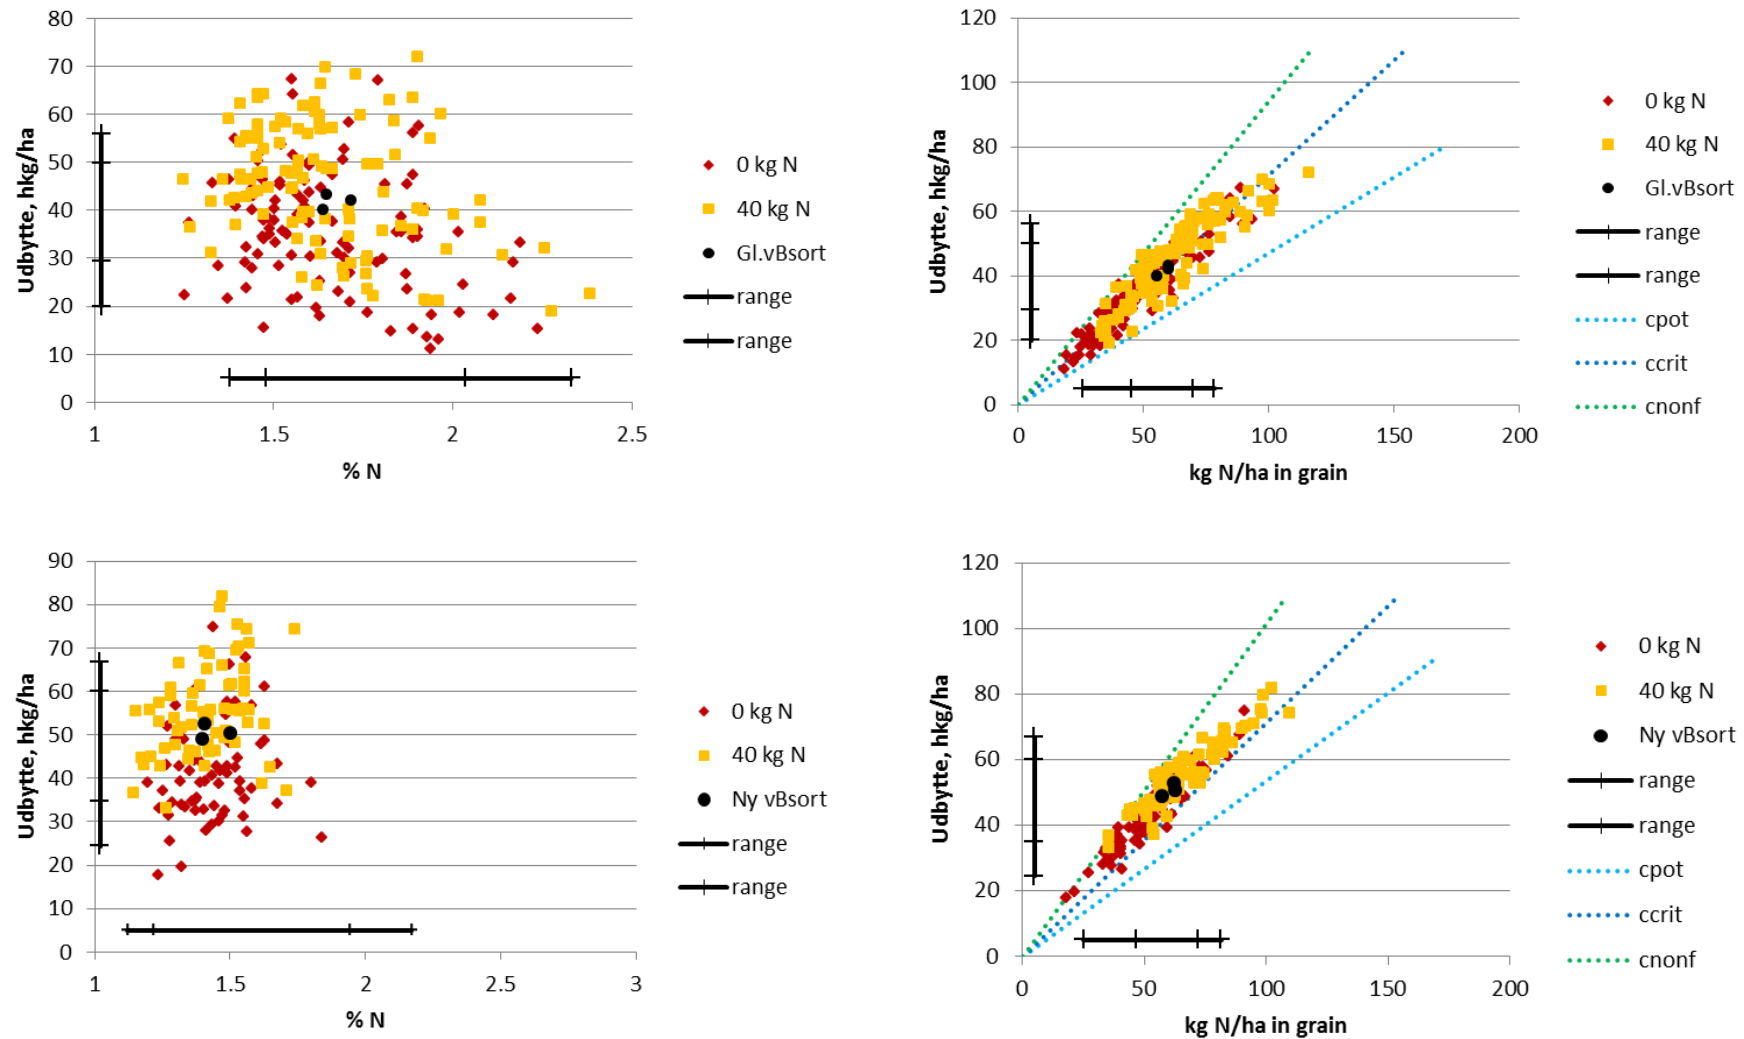 80
70
60
50
40
30
20
10
0
Udbytte, hkg/ha
1
1.5
2
2.5
% N
0 kg N
40 kg N
Gl.vBsort
range
range
120
100
80
60
40
20
0
Udbytte, hkg/ha
0
50
100
150
200
kg N/ha in grain
0 kg N
40 kg N
Gl.vBsort
range
range
cpot
ccrit
cnonf
90
80
70
60
50
40
30
20
10
0
Udbytte, hkg/ha
1
1.5
2
2.5
3
% N
0 kg N
40 kg N
Ny vBsort
range
range
120
100
80
60
40
20
0
Udbytte, hkg/ha
0
50
100
150
200
kg N/ha in grain
0 kg N
40 kg N
Ny vBsort
range
range
cpot
ccrit
cnonf